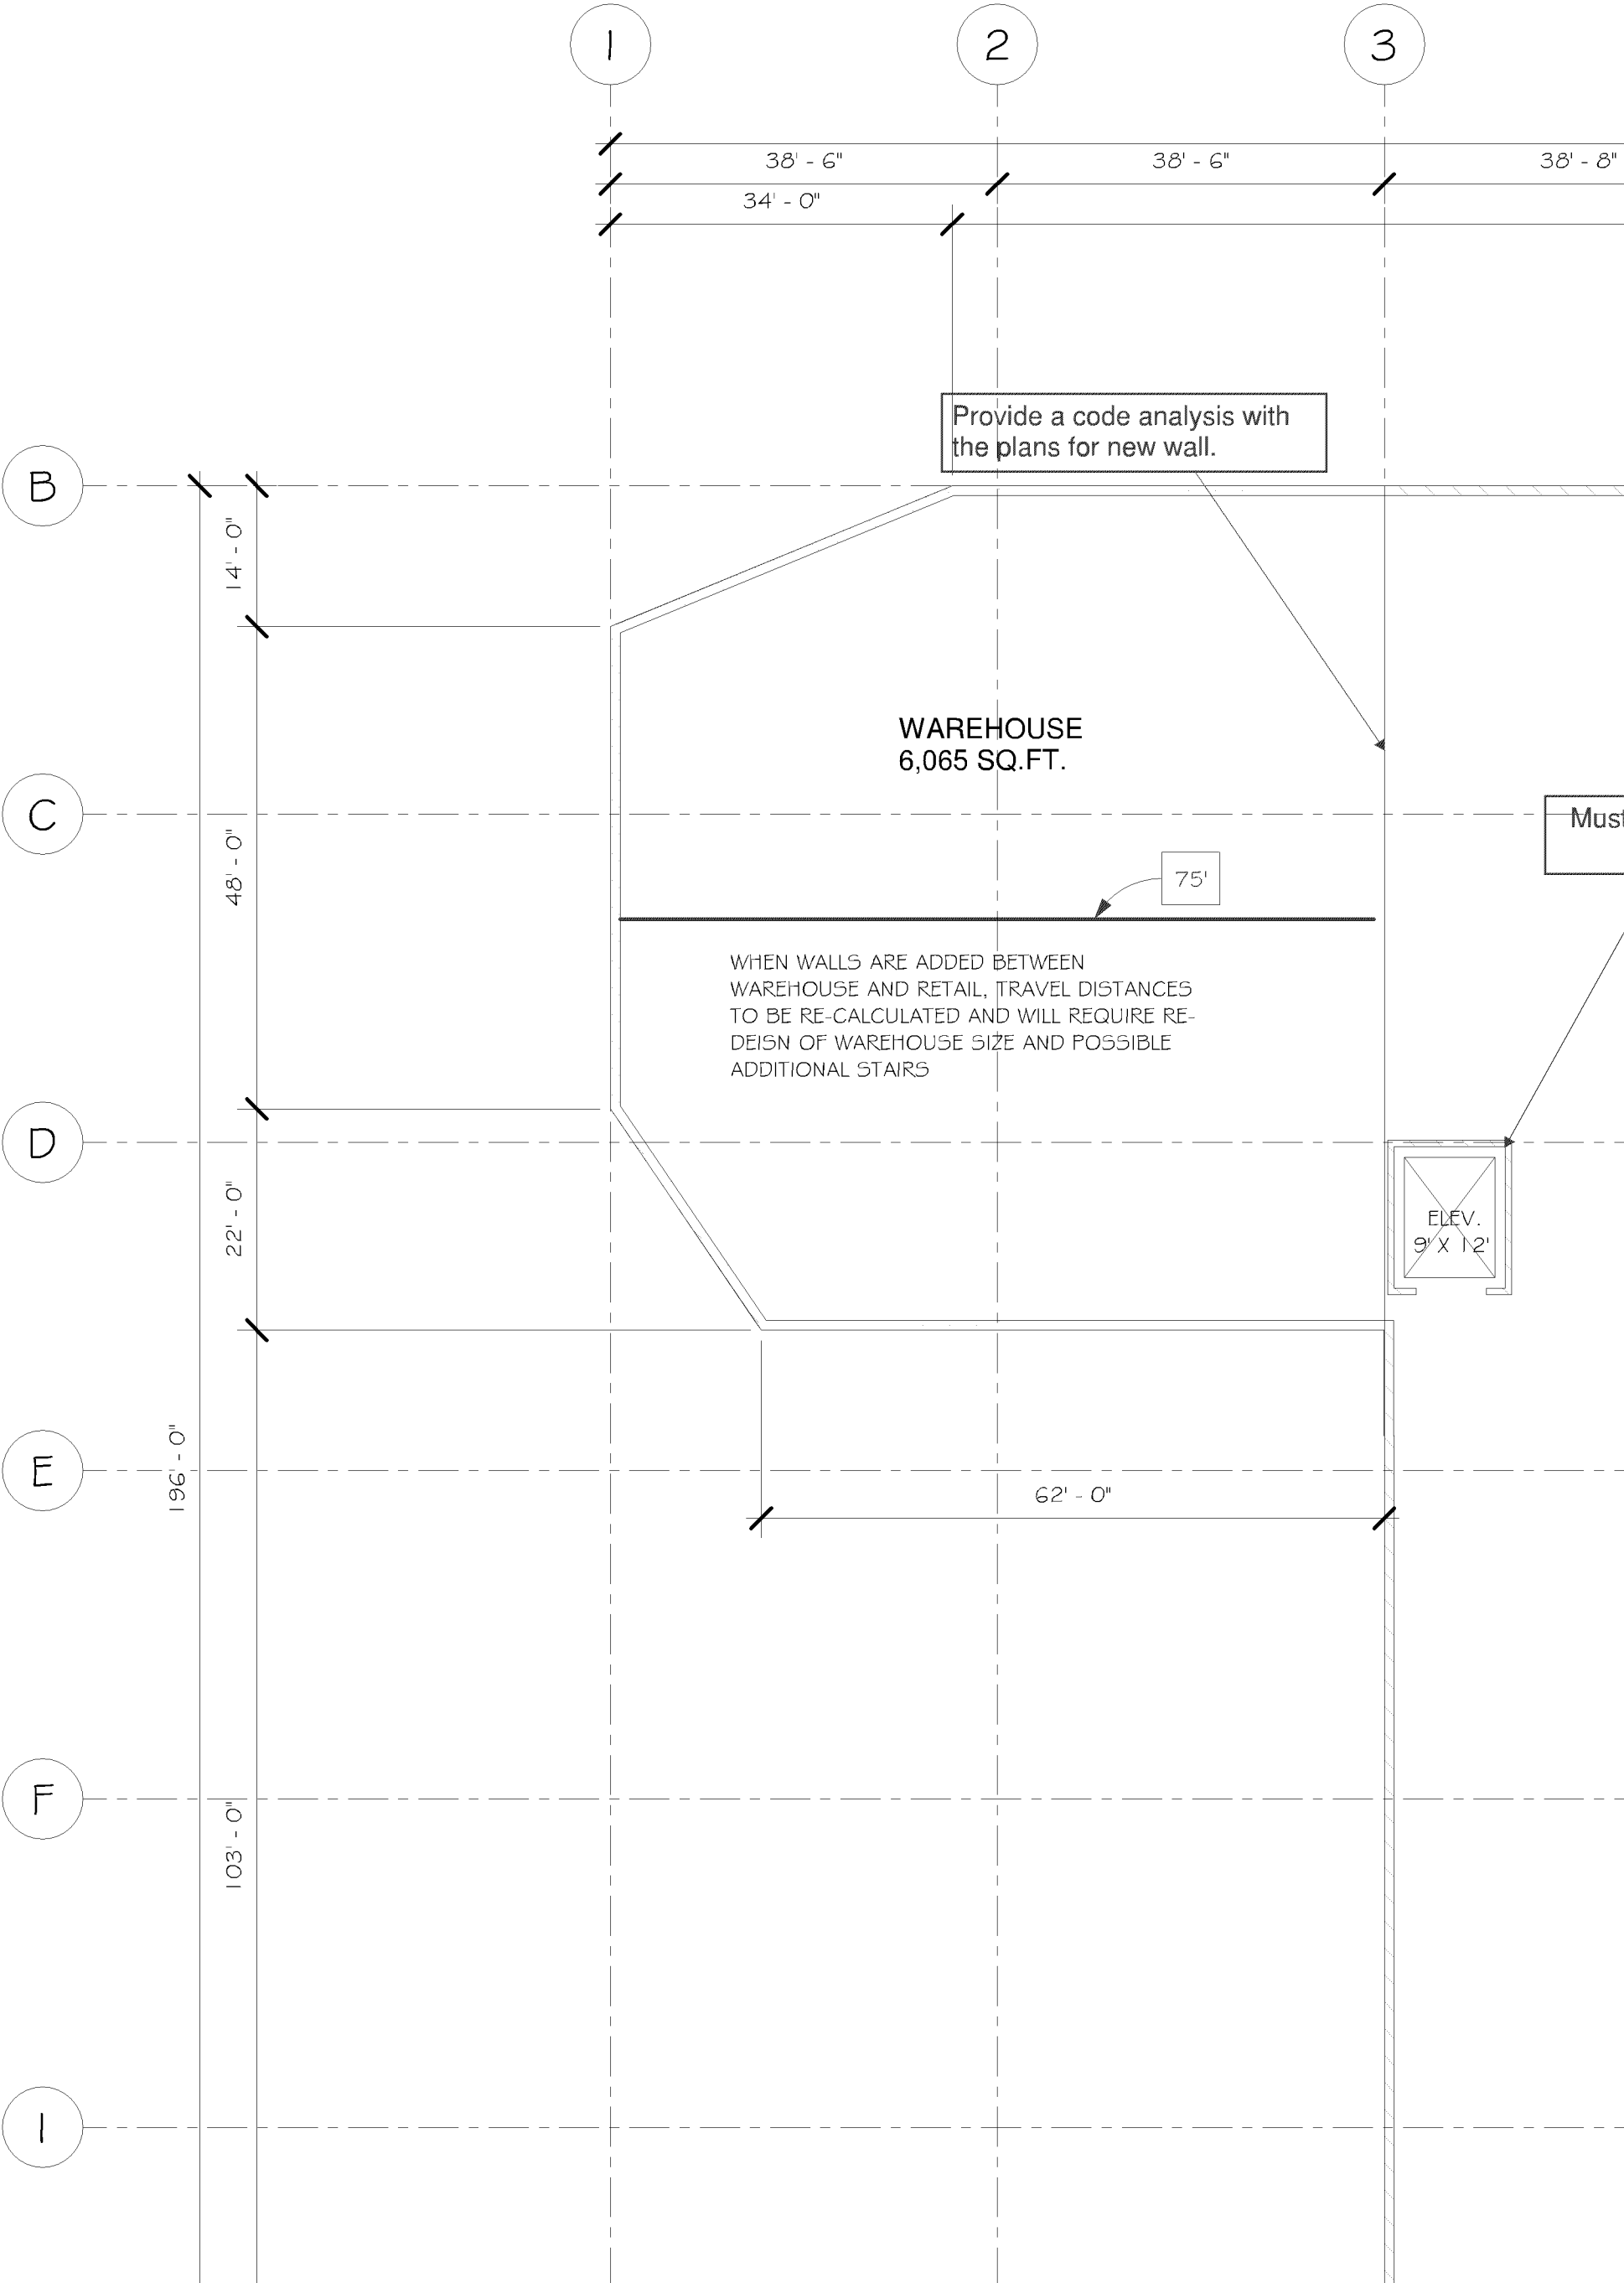 1
2
3
38' - 6"
38' - 6"
38' - 8"
34' - 0"
Provide a code analysis with
the plans for new wall.
B
14' - 0"
WAREHOUSE
6,065 SQ.FT.
C
Must
48' - 0"
75'
WHEN WALLS ARE ADDED BETWEEN
WAREHOUSE AND RETAIL, TRAVEL DISTANCES
TO BE RE-CALCULATED AND WILL REQUIRE RE-
DEISN OF WAREHOUSE SIZE AND POSSIBLE
ADDITIONAL STAIRS
D
22' - 0"
ELEV.
9' X 12'
E
196' - 0"
62' - 0"
F
103' - 0"
I